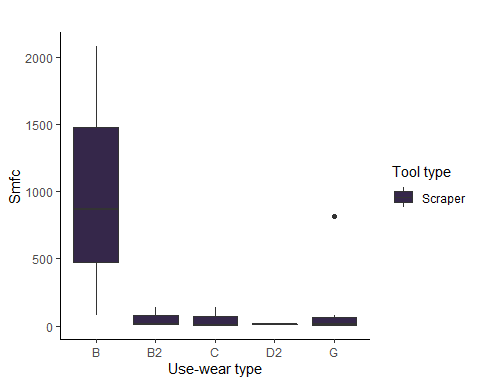 2000
1500
1000
500
0
Smfc
B B2 C D2 G
Use-wear type
Tool type
Scraper